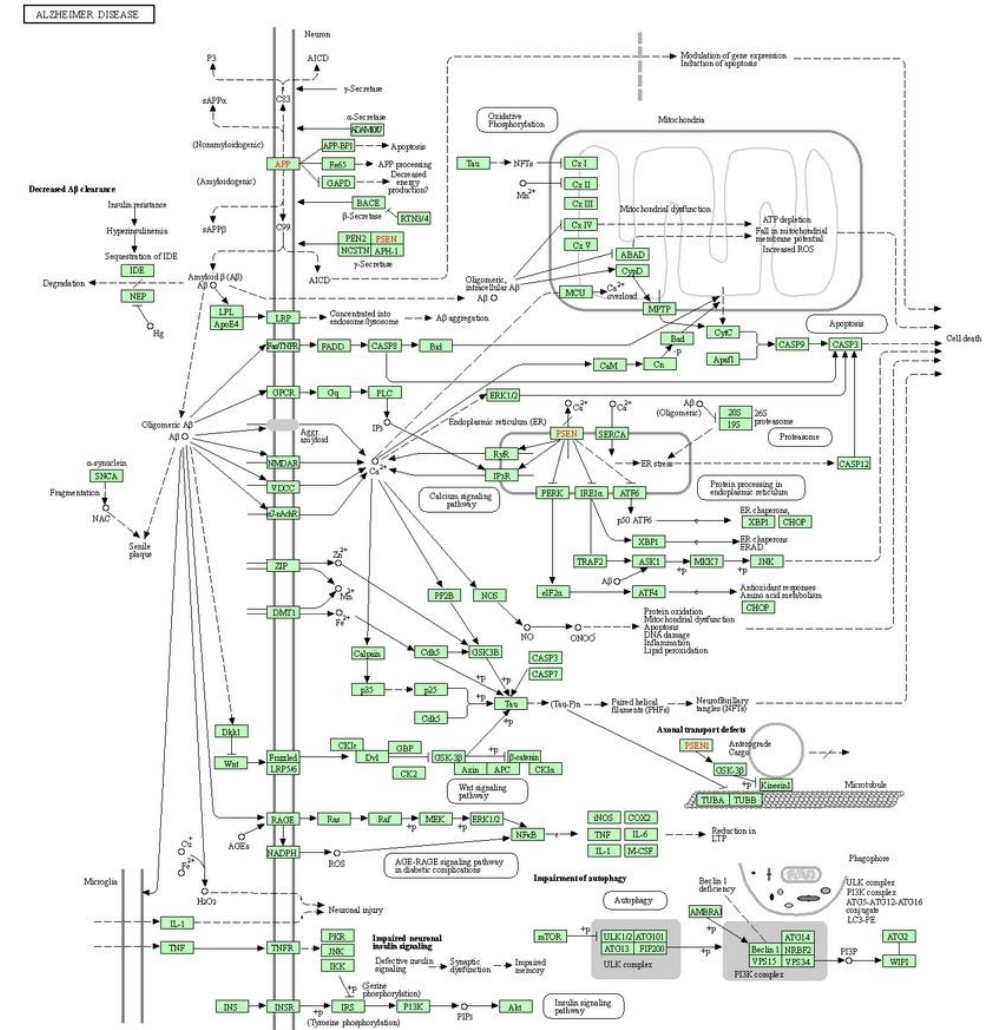 ALZHEIMER DISEASE
Neuron
P3
AICD
Modulation of gene expression
Induction of apoptosis
γ-Secretase
C83
sAPPα
α-Secretase
Oxidative
Phosphorylation
Mitochondria
(Nonamyloidogenic)
APP-BP1
Apoptosis
APP
Fe65
APP processing
Tau
NFTs
Cx I
(Amyloidogenic)
GAPD
Decreased
energy
production?
Mn2+
Cx II
Decreased Aβ clearance
BACE
β-Secretase
RTN3/4
Cx III
Mitochondrial dysfunction
Insulin resistance
Hyperinsulinemia
sAPPβ
C99
Cx IV
ATP depletion
Fall in mitochondrial
membrane potential
Increased ROS
PEN2
PSEN
NCSTN
APH-1
γ-Secretase
Cx V
ABAD
Sequestration of IDE
IDE
Amyloid β (Aβ)
Aβ
AICD
Oligomeric,
intracellular Aβ
Aβ
CypD
Degradation
NEP
MCU
Ca2+
overload
MPTP
Hg
LPL
ApoE4
LRP
Concentrated into
endosome/lysosome
Aβ aggregation
Apoptosis
Fas/TNFR
FADD
CASP8
Bid
Bad
-p
CytC
CASP9
CASP3
Cell death
CaM
Cn
Apaf1
GPCR
Gq
PLC
ERK1/2
Ca2+
Ca2+
Aβ
(Oligomeric)
20S
19S
26S
proteasome
Oligomeric Aβ
Aβ
Aggr.
amyloid
IP3
Endoplasmic reticulum (ER)
PSEN
SERCA
Proteasome
NMDAR
Ca2+
RyR
ER stress
CASP12
α-synuclein
SNCA
IP3R
VDCC
Calcium signaling
pathway
PERK
IRE1α
ATF6
Protein processing in
endoplasmic reticulum
Fragmentation
NAC
α7-nAchR
p50 ATF6
ER chaperons,
XBP1
CHOP
Senile
plaque
XBP1
ER chaperons
ERAD
ZIP
Zn2+
TRAF2
ASK1
+p
MKK7
+p
JNK
Aβ
Mn2+
PP2B
NOS
eIF2α
ATF4
Antioxidant responses
Amino acid metabolism
CHOP
DMT1
Fe2+
NO
ONOO-
Protein oxidation
Mitochondrial dysfunction
Apoptosis
DNA damage
Inflammation
Lipid peroxidation
Calpain
Cdk5
GSK3B
CASP3
CASP7
p35
p25
+p
+p
+p
Tau
(Tau-P)n
Paired helical
filaments (PHFs)
Neurofibrillary
tangles (NFTs)
Cdk5
+p
Dkk1
Axonal transport defects
Wnt
Frizzled
LRP5/6
CKIε
Dvl
GBP
GSK-3β
+p
β-catenin
PSEN1
Anterograde
Cargo
CK2
Axin
APC
CKIα
GSK-3β
+p
Kinesin1
Wnt signaling
pathway
Microtubule
TUBA
TUBB
RAGE
Ras
Raf
+p
MEK
+p
ERK1/2
iNOS
COX2
AGEs
NFκB
TNF
IL-6
Reduction in
LTP
NADPH
ROS
IL-1
M-CSF
AGE-RAGE signaling pathway
in diabetic complications
Phagophore
Microglia
Impairment of autophagy
Beclin 1
deficiency
ULK complex
PI3K complex
ATG5-ATG12-ATG16
conjugate
LC3-PE
H2O2
Autophagy
IL-1
Neuronal injury
AMBRA1
+p
TNF
TNFR
PKR
JNK
IKK
Impaired neuronal
insulin signaling
Defective insulin
signaling
Synaptic
dysfunction
Impaired
memory
mTOR
+p
ULK1/2
ATG101
ATG13
FIP200
ULK complex
+p
ATG14
Beclin 1
NRBF2
VPS15
VPS34
PI3K complex
PI3P
ATG2
WIPI
+p
(Serine
phosphorylation)
INS
INSR
IRS
+p
(Tyrosine phosphorylation)
PI3K
PIP3
Akt
Insulin signaling
pathway